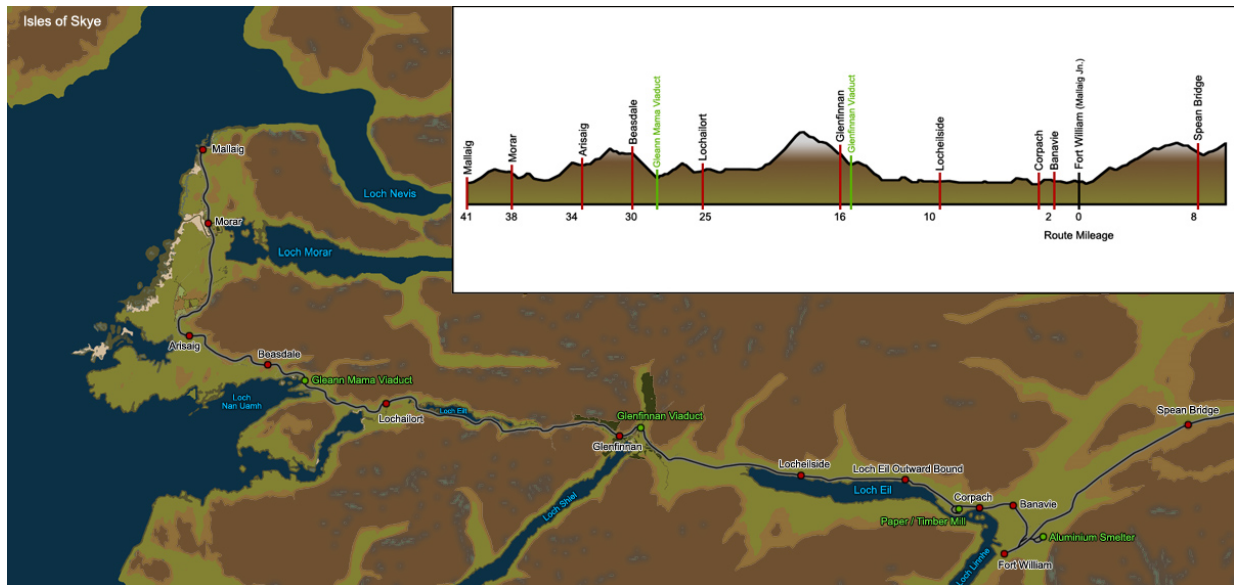 Isles of Skye
Mallaig
Morar
Arisaig
Beasdale
Gleann Mama Viaduct
Lochailort
Glenfinnan
Glenfinnan Viaduct
Locheilside
Corpach
Banavie
Fort William (Mallaig Jn.)
Spean Bridge
41
38
34
30
25
16
10
2
0
8
Route Mileage
Mallaig
Loch Nevis
Morar
Loch Morar
Arisaig
Beasdale
Gleann Mama Viaduct
Loch
Nan Uamh
Lochailort
Loch Eilt
Glenfinnan Viaduct
Glenfinnan
Loch Shiel
Spean Bridge
Locheilside
Loch Eil Outward Bound
Loch Eil
Corpach
Banavie
Paper / Timber Mill
Aluminium Smelter
Fort William
Loch Linnhe